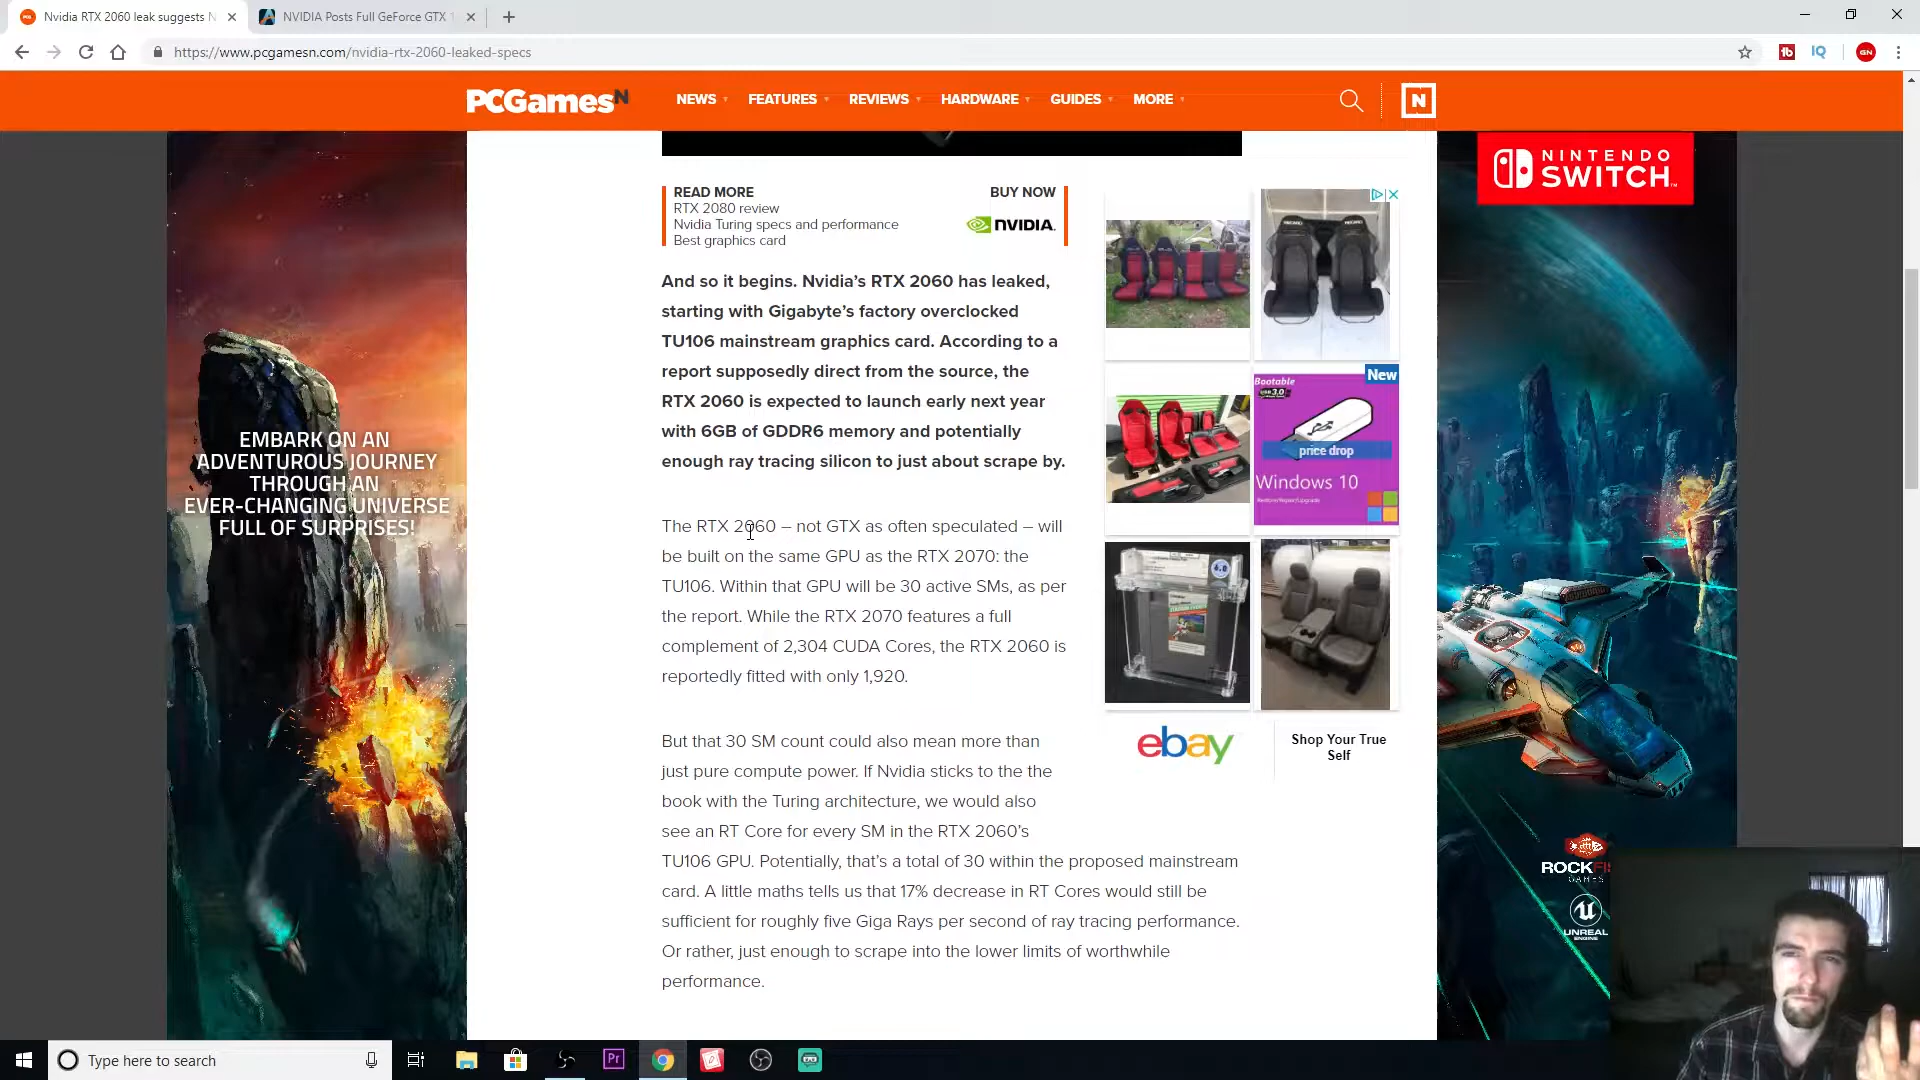 Nvidia RTX 2060 leak suggests N
NVIDIA Posts Full GeForce GTX 1
https://www.pcgamesn.com/nvidia-rtx-2060-leaked-specs
PCGamesN
NEWS
FEATURES
REVIEWS
HARDWARE
GUIDES
MORE
N
NINTENDO
SWITCH
READ MORE
RTX 2080 review
Nvidia Turing specs and performance
Best graphics card
BUY NOW
NVIDIA.
And so it begins. Nvidia's RTX 2060 has leaked,
starting with Gigabyte's factory overclocked
TU106 mainstream graphics card. According to a
report supposedly direct from the source, the
RTX 2060 is expected to launch early next year
with 6GB of GDDR6 memory and potentially
enough ray tracing silicon to just about scrape by.
The RTX 2060 – not GTX as often speculated – will
be built on the same GPU as the RTX 2070: the
TU106. Within that GPU will be 30 active SMs, as per
the report. While the RTX 2070 features a full
complement of 2,304 CUDA Cores, the RTX 2060 is
reportedly fitted with only 1,920.
But that 30 SM count could also mean more than
just pure compute power. If Nvidia sticks to the the
book with the Turing architecture, we would also
see an RT Core for every SM in the RTX 2060's
TU106 GPU. Potentially, that's a total of 30 within the proposed mainstream
card. A little maths tells us that 17% decrease in RT Cores would still be
sufficient for roughly five Giga Rays per second of ray tracing performance.
Or rather, just enough to scrape into the lower limits of worthwhile
performance.
EMBARK ON AN
ADVENTUROUS JOURNEY
THROUGH AN
EVER-CHANGING UNIVERSE
FULL OF SURPRISES!
New
Bootable
USB 3.0
price drop
Windows 10
ebay
Shop Your True
Self
ROCKFI
GAMES
UNREAL
ENGINE
Type here to search
Pr
tb
IQ
GN